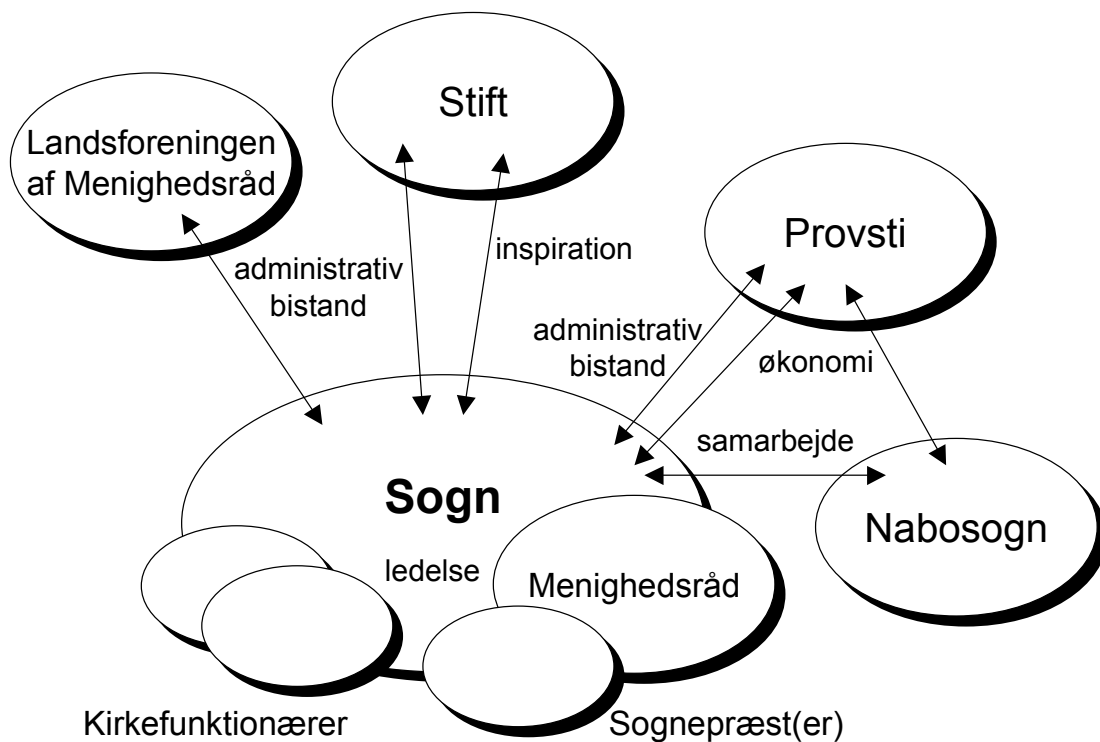 Stift
Landsforeningen
af Menighedsråd
Provsti
inspiration
administrativ
bistand
administrativ
bistand
økonomi
samarbejde
Sogn
Nabosogn
ledelse
Menighedsråd
Kirkefunktionærer
Sognepræst(er)